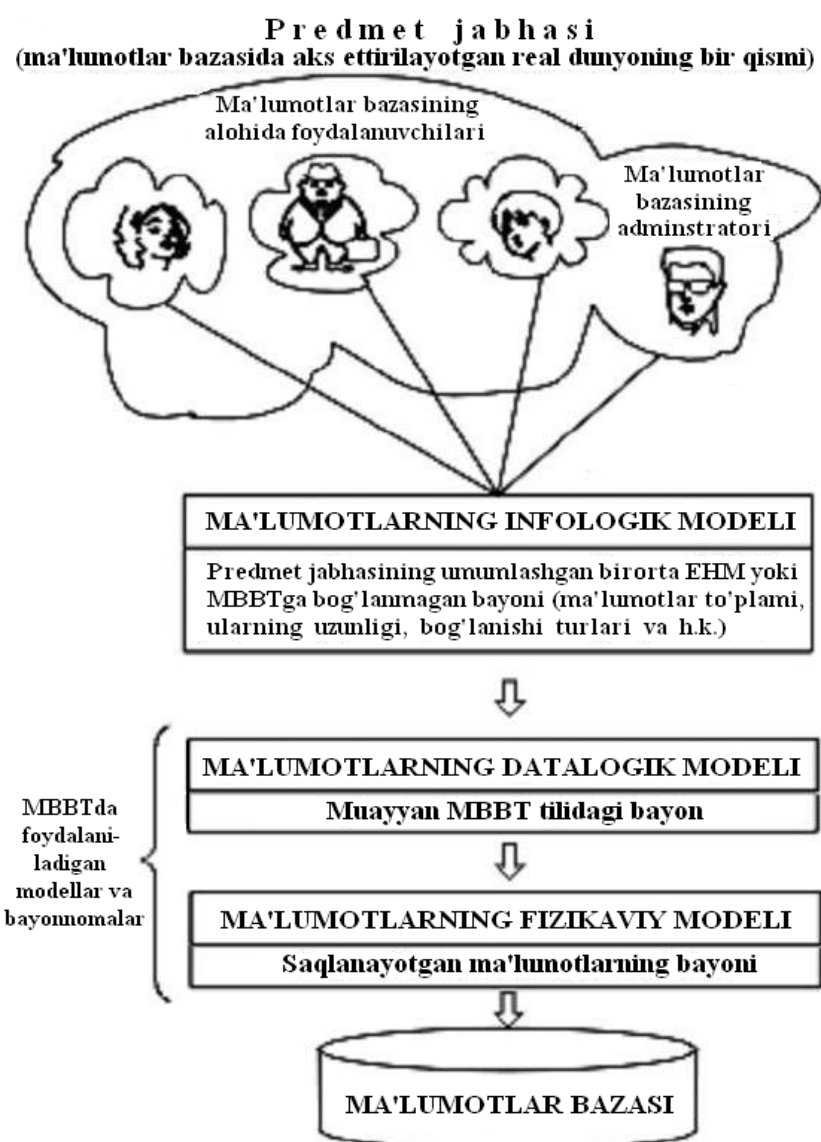 Predmet jabhasi
(ma'lumotlar bazasida aks ettirilayotgan real dunyoning bir qismi)
Ma'lumotlar bazasining
alohida foydalanuvchilari
Ma'lumotlar
bazasining
adminstratori
MA'LUMOTLARNING INFOLOGIK MODELI
Predmet jabhasining umumlashgan birorta EHM yoki
MBBTga bog'lanmagan bayoni (ma'lumotlar to'plami,
ularning uzunligi, bog'lanishi turlari va h.k.)
MA'LUMOTLARNING DATALOGIK MODELI
Muayyan MBBT tilidagi bayon
MBBTda
foydalani-
ladigan
modellar va
bayonnomalar
MA'LUMOTLARNING FIZIKAVIY MODELI
Saqlanayotgan ma'lumotlarning bayoni
MA'LUMOTLAR BAZASI